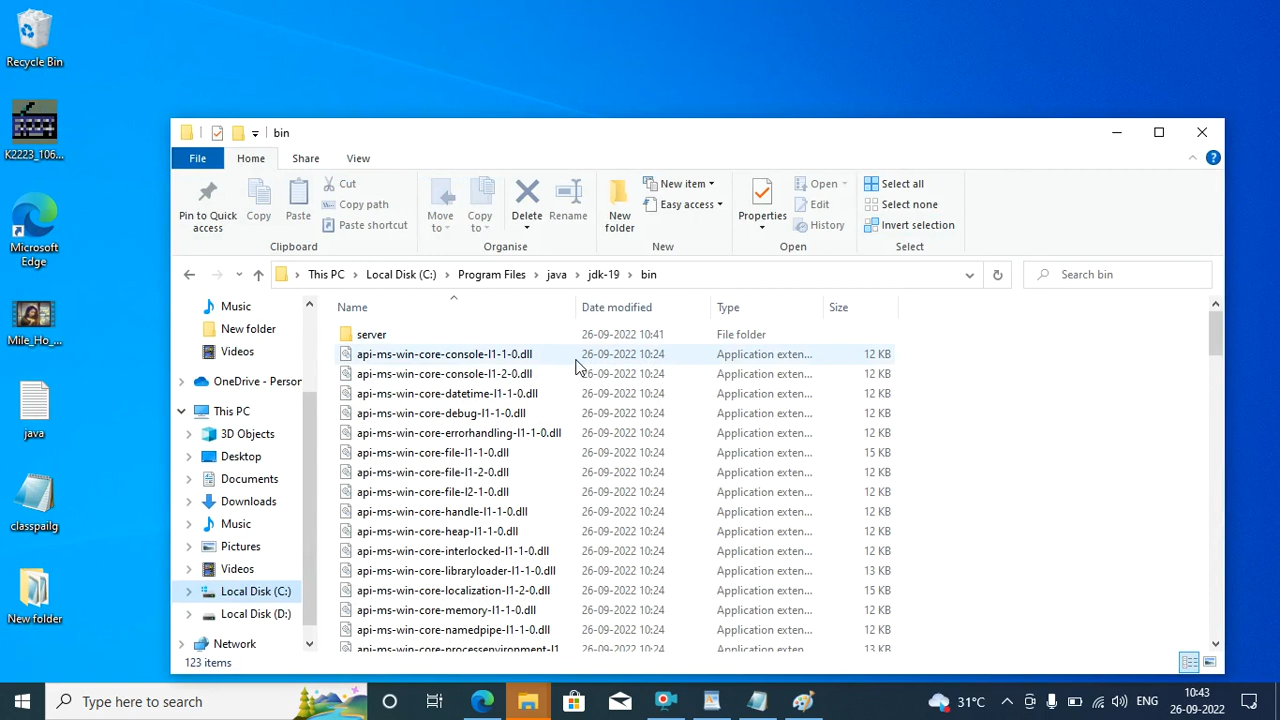 Recycle Bin
K2223_106...
Microsoft
Edge
Mile_Ho_...
java
classpailg
New folder
bin
File
Home
Share
View
Pin to Quick
access
Copy
Paste
Cut
Copy path
Paste shortcut
Clipboard
Move
to
Copy
to
Delete
Rename
Organise
New
folder
New item
Easy access
New
Properties
Open
Edit
History
Open
Select all
Select none
Invert selection
Select
This PC > Local Disk (C:) > Program Files > java > jdk-19 > bin
Search bin
Music
New folder
Videos
OneDrive - Person
This PC
3D Objects
Desktop
Documents
Downloads
Music
Pictures
Videos
Local Disk (C:)
Local Disk (D:)
Network
Name Date modified Type Size
server 26-09-2022 10:41 File folder
api-ms-win-core-console-l1-1-0.dll 26-09-2022 10:24 Application exten... 12 KB
api-ms-win-core-console-l1-2-0.dll 26-09-2022 10:24 Application exten... 12 KB
api-ms-win-core-datetime-l1-1-0.dll 26-09-2022 10:24 Application exten... 12 KB
api-ms-win-core-debug-l1-1-0.dll 26-09-2022 10:24 Application exten... 12 KB
api-ms-win-core-errorhandling-l1-1-0.dll 26-09-2022 10:24 Application exten... 12 KB
api-ms-win-core-file-l1-1-0.dll 26-09-2022 10:24 Application exten... 15 KB
api-ms-win-core-file-l1-2-0.dll 26-09-2022 10:24 Application exten... 12 KB
api-ms-win-core-file-l2-1-0.dll 26-09-2022 10:24 Application exten... 12 KB
api-ms-win-core-handle-l1-1-0.dll 26-09-2022 10:24 Application exten... 12 KB
api-ms-win-core-heap-l1-1-0.dll 26-09-2022 10:24 Application exten... 12 KB
api-ms-win-core-interlocked-l1-1-0.dll 26-09-2022 10:24 Application exten... 12 KB
api-ms-win-core-libraryloader-l1-1-0.dll 26-09-2022 10:24 Application exten... 13 KB
api-ms-win-core-localization-l1-2-0.dll 26-09-2022 10:24 Application exten... 15 KB
api-ms-win-core-memory-l1-1-0.dll 26-09-2022 10:24 Application exten... 12 KB
api-ms-win-core-namedpipe-l1-1-0.dll 26-09-2022 10:24 Application exten... 12 KB
api-ms-win-core-processenvironment-l1 26-09-2022 10:24 Application exten... 13 KB
123 items
Type here to search
31°C
ENG
10:43
26-09-2022